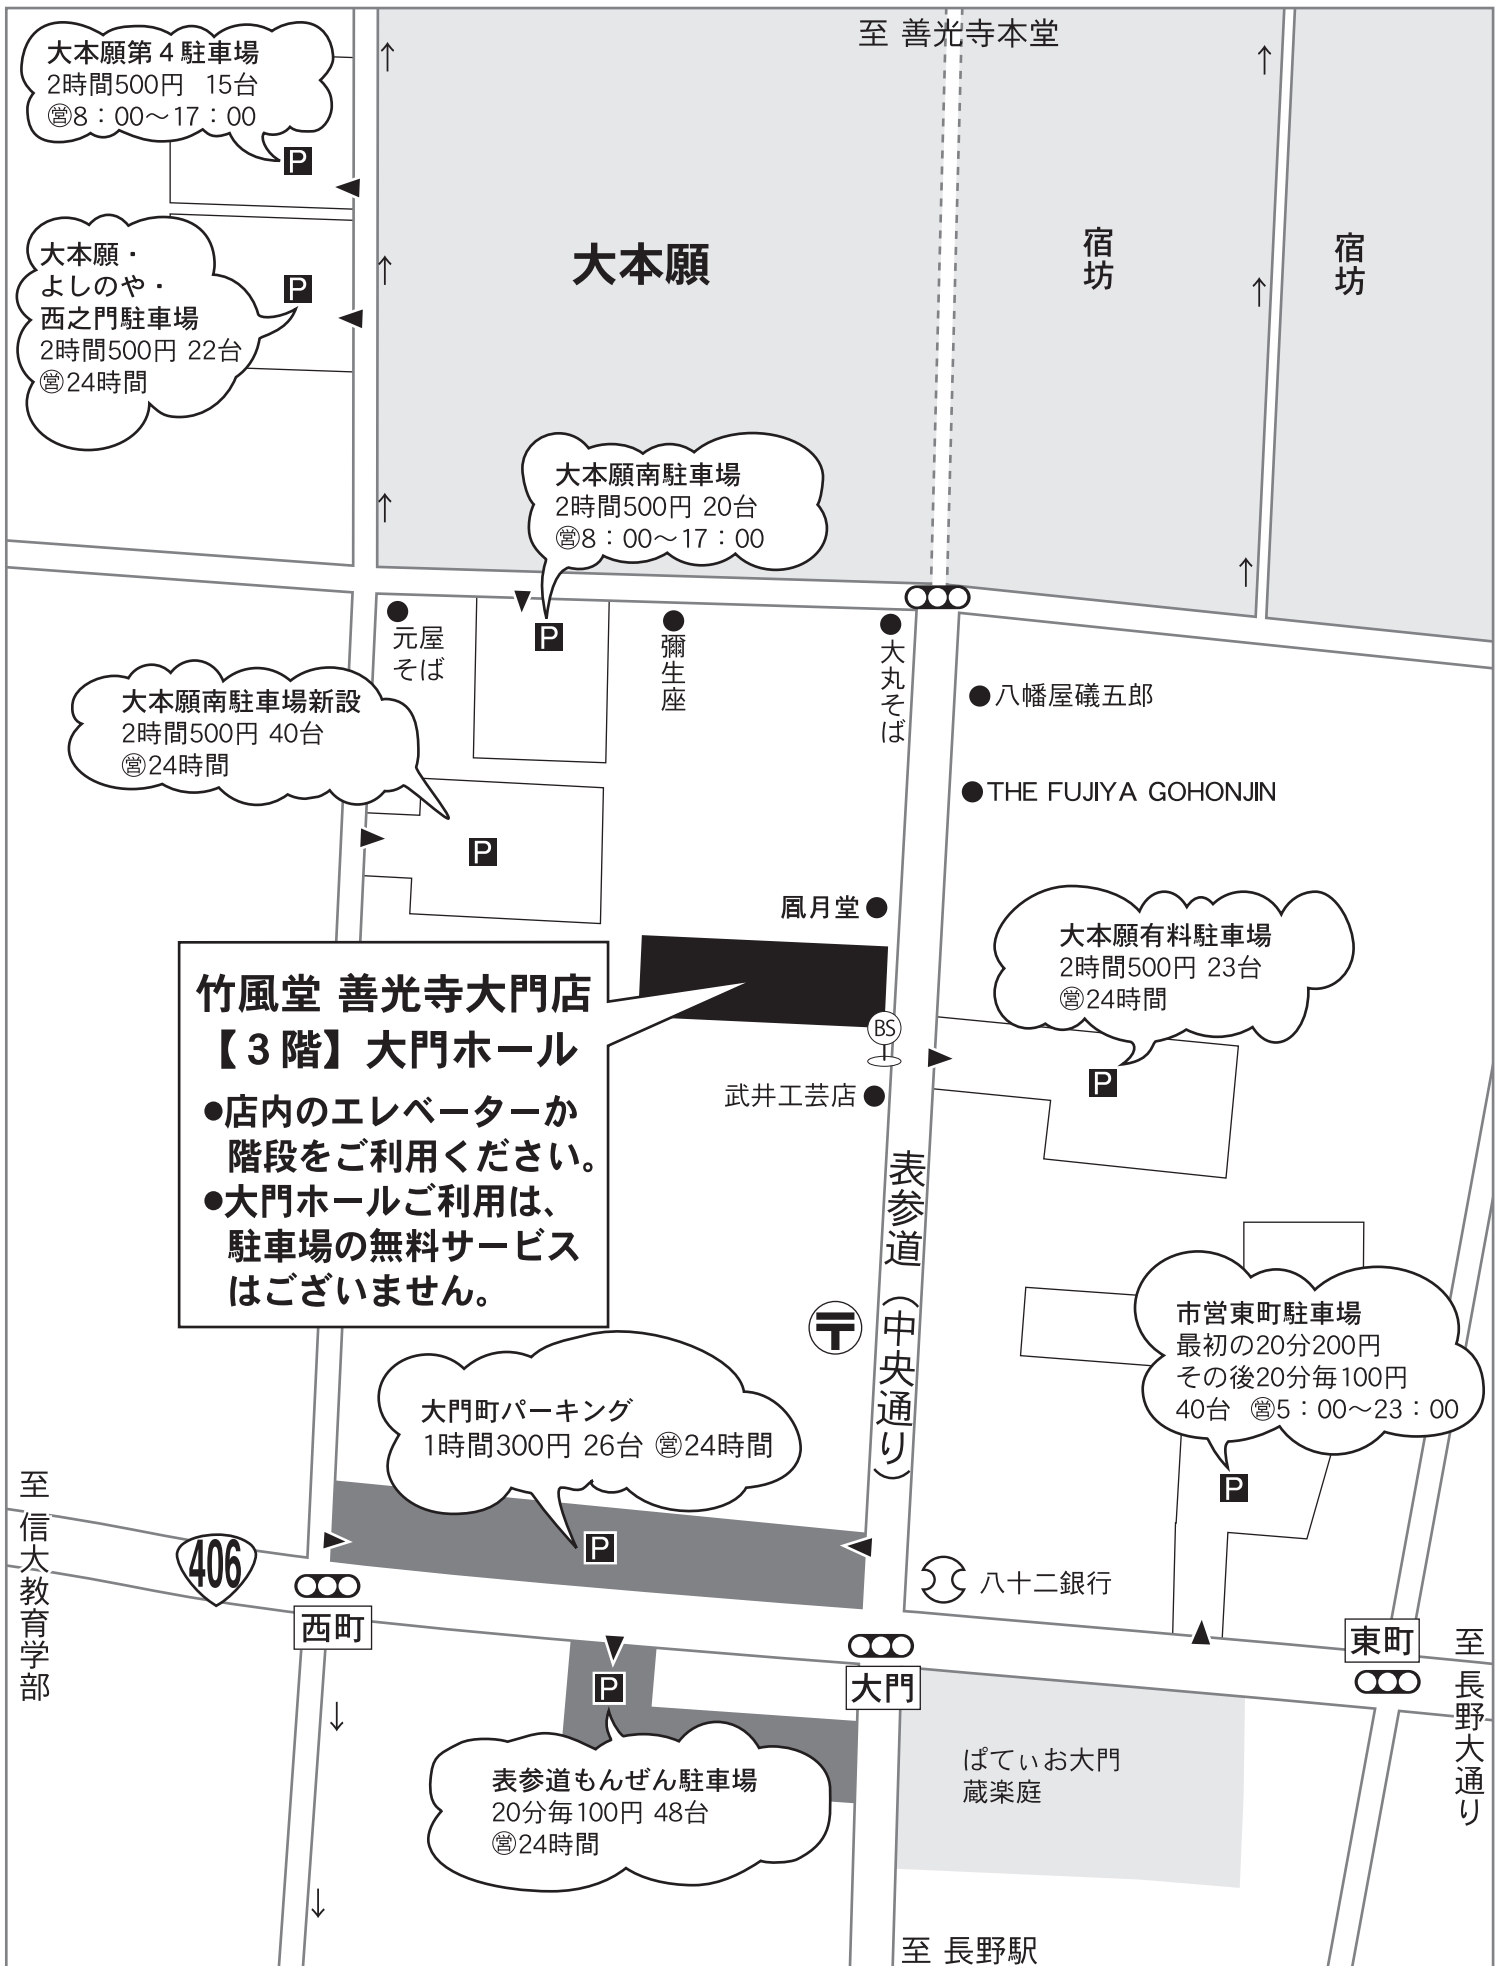 至 善光寺本堂
大本願第4駐車場
2時間500円 15台
㊂8：00～17：00
P
大本願・
よしのや・
西之門駐車場
2時間500円 22台
営24時間
P
大本願
宿坊
宿坊
大本願南駐車場
2時間500円 20台
営8：00～17：00
P
元屋
そば
彌生座
大丸そば
八幡屋礒五郎
THE FUJIYA GOHONJIN
大本願南駐車場新設
2時間500円 40台
営24時間
P
凮月堂
大本願有料駐車場
2時間500円 23台
営24時間
P
竹風堂 善光寺大門店
【3階】大門ホール
●店内のエレベーターか
階段をご利用ください。
●大門ホールご利用は、
駐車場の無料サービス
はございません。
BS
武井工芸店
表参道（中央通り）
〒
市営東町駐車場
最初の20分200円
その後20分毎100円
40台 営5：00～23：00
P
大門町パーキング
1時間300円 26台 営24時間
P
至 信大教育学部
406
西町
八十二銀行
大門
東町
至 長野大通り
P
表参道もんぜん駐車場
20分毎100円 48台
営24時間
ぱてぃお大門
蔵楽庭
至 長野駅